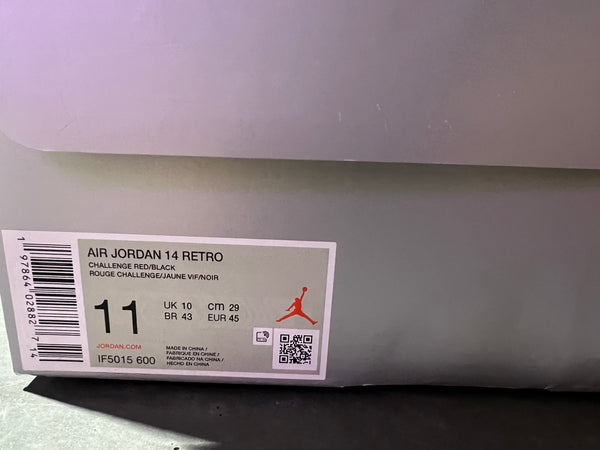 AIR JORDAN 14 RETRO
CHALLENGE RED/BLACK
ROUGE CHALLENGE/JAUNE VIF/NOIR
11
UK 10 cm 29
BR 43 EUR 45
JORDAN.COM
IF5015 600
MADE IN CHINA /
FABRIQUÉ EN CHINE /
FABRICADO NA CHINA /
HECHO EN CHINA
1 97864 02882 7 14